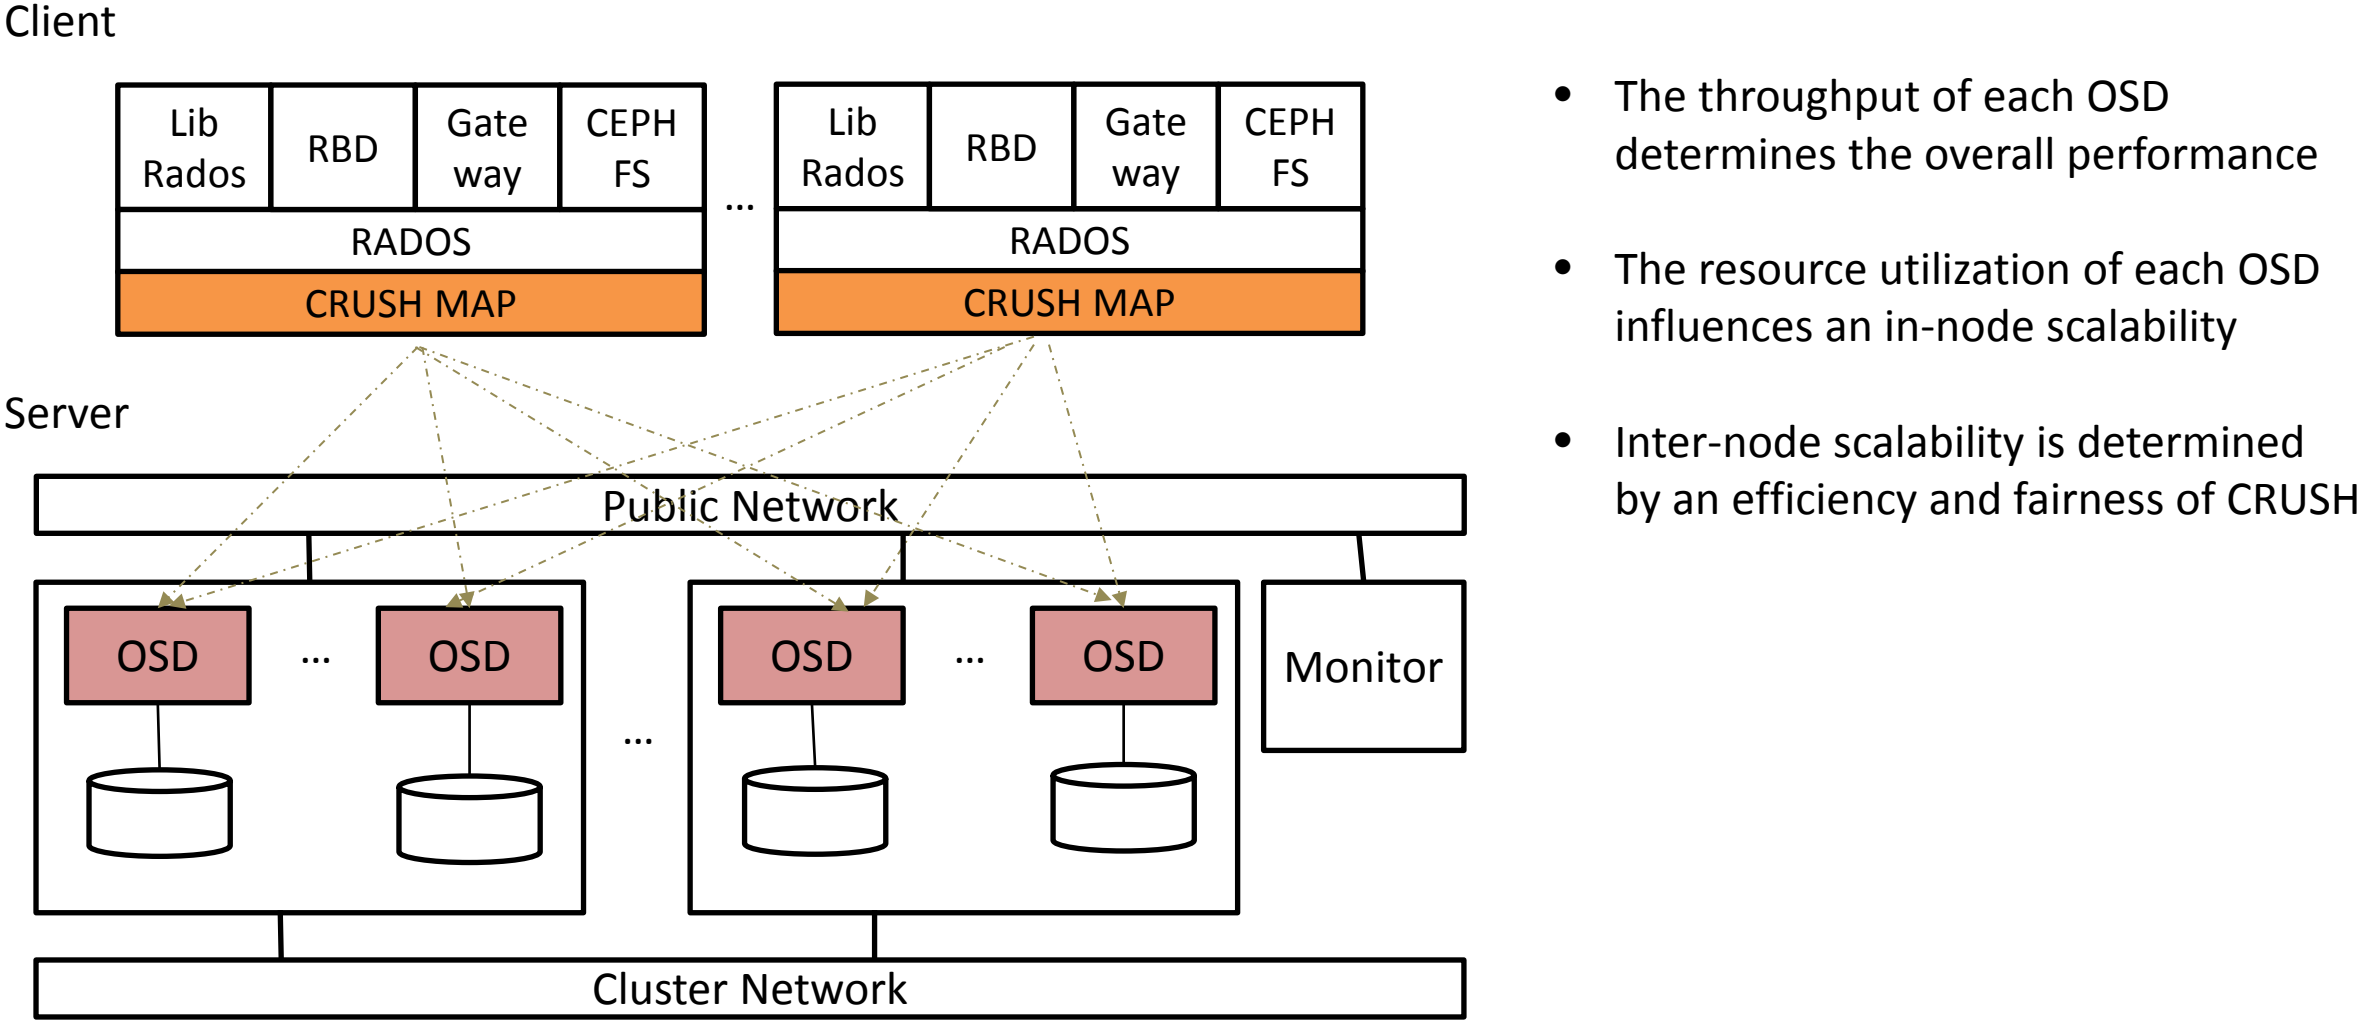 Client
Lib
Rados
RBD
Gate
way
CEPH
FS
RADOS
CRUSH MAP
...
Lib
Rados
RBD
Gate
way
CEPH
FS
RADOS
CRUSH MAP
Server
Public Network
OSD
...
OSD
...
OSD
...
OSD
Monitor
Cluster Network
• The throughput of each OSD
determines the overall performance
• The resource utilization of each OSD
influences an in-node scalability
• Inter-node scalability is determined
by an efficiency and fairness of CRUSH